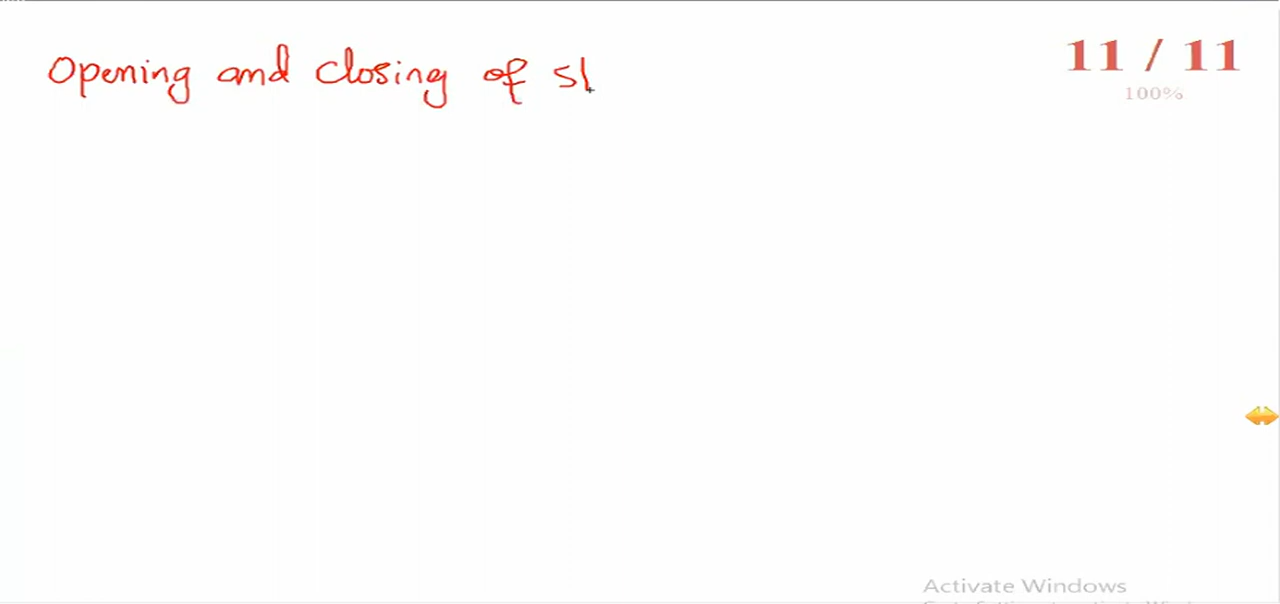 Opening and closing of
11 / 11
100%
Activate Windows